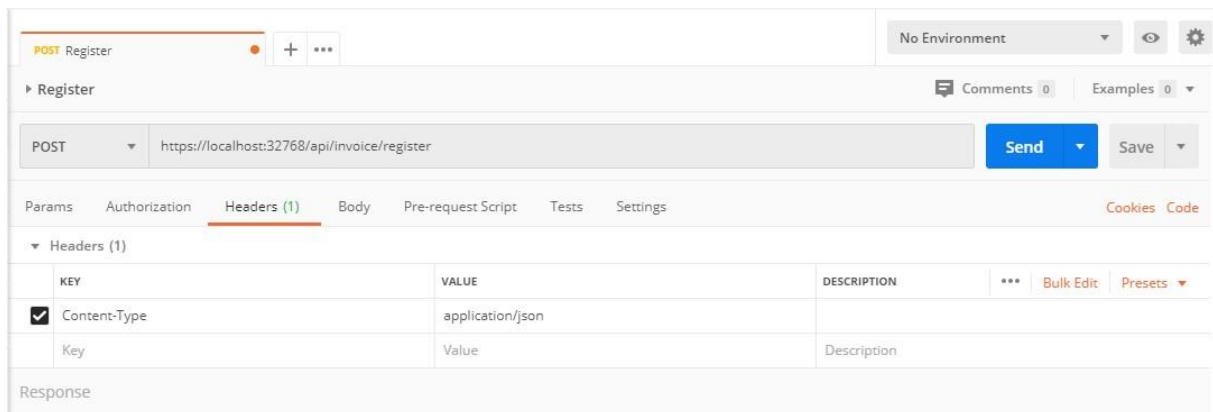 POST Register + •••
No Environment
Register
Comments 0 Examples 0
POST https://localhost:32768/api/invoice/register Send Save
Params Authorization Headers (1) Body Pre-request Script Tests Settings Cookies Code
Headers (1)
KEY VALUE DESCRIPTION ••• Bulk Edit Presets
Content-Type application/json
Key Value Description
Response